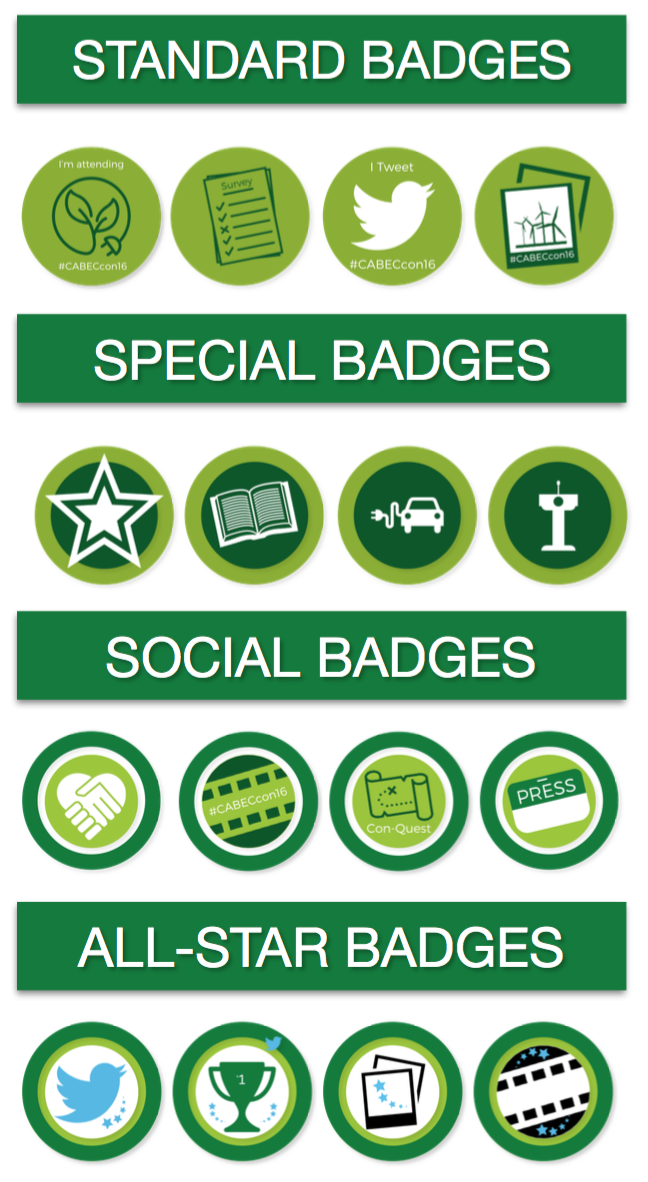 STANDARD BADGES
I'm attending
#CABECcon16
Survey
I Tweet
#CABECcon16
#CABECcon16
SPECIAL BADGES
SOCIAL BADGES
#CABECcon16
Con-Quest
PRESS
ALL-STAR BADGES
1